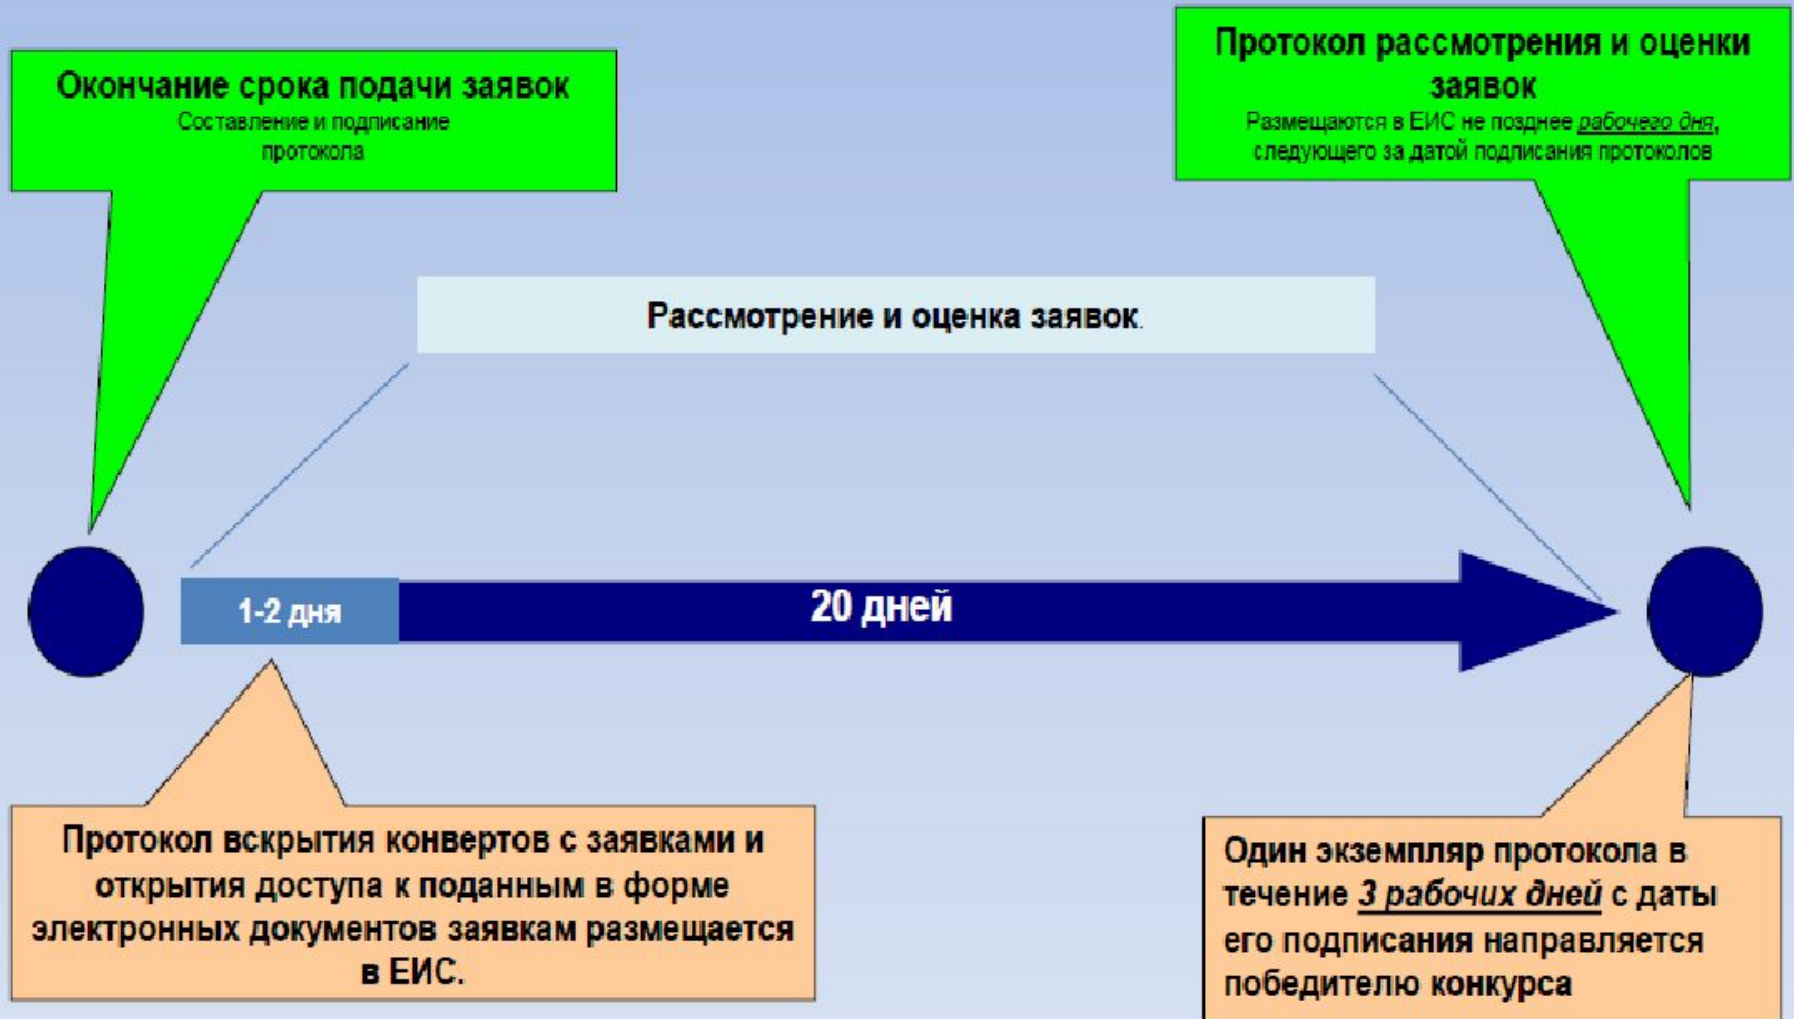 Окончание срока подачи заявок
Составление и подписание
протокола
Протокол рассмотрения и оценки
заявок
Размещаются в ЕИС не позднее рабочего дня,
следующего за датой подписания протоколов
Рассмотрение и оценка заявок.
1-2 дня
20 дней
Протокол вскрытия конвертов с заявками и
открытия доступа к поданным в форме
электронных документов заявкам размещается
в ЕИС.
Один экземпляр протокола в
течение 3 рабочих дней с даты
его подписания направляется
победителю конкурса